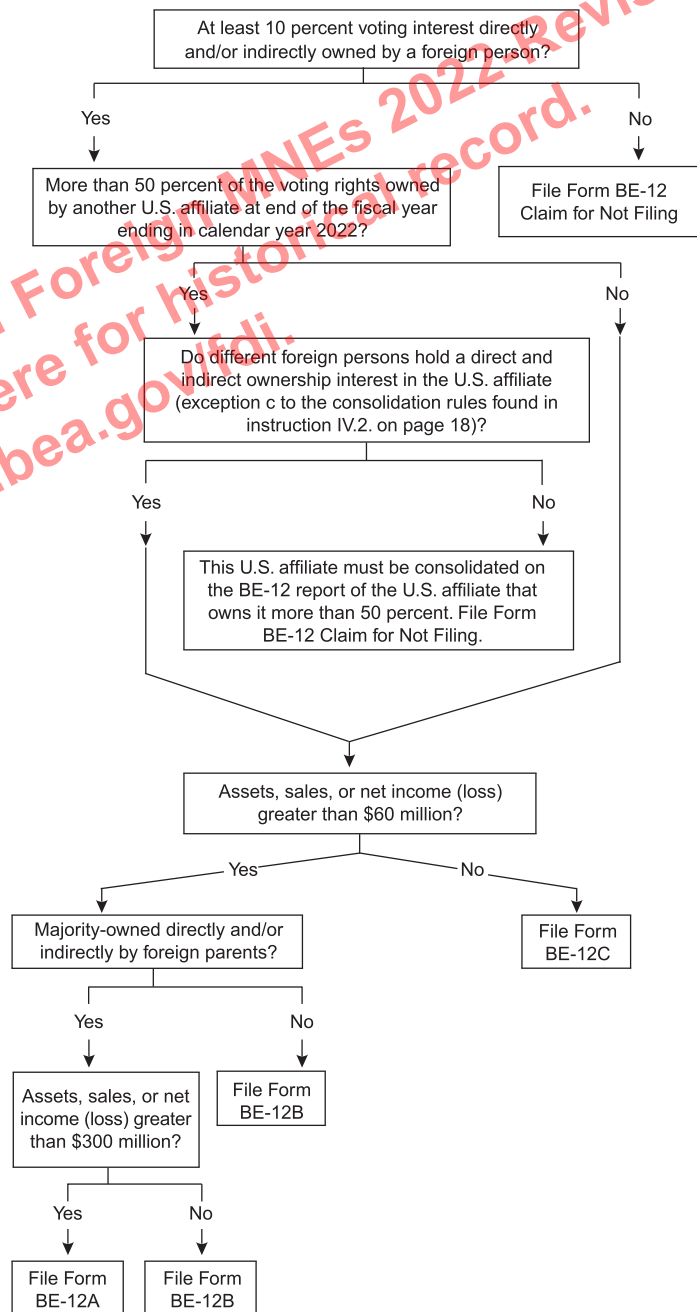 At least 10 percent voting interest directly
and/or indirectly owned by a foreign person?
Yes
No
More than 50 percent of the voting rights owned
by another U.S. affiliate at end of the fiscal year
ending in calendar year 2022?
File Form BE-12
Claim for Not Filing
Yes
No
Do different foreign persons hold a direct and
indirect ownership interest in the U.S. affiliate
(exception c to the consolidation rules found in
instruction IV.2. on page 18)?
Yes
No
This U.S. affiliate must be consolidated on
the BE-12 report of the U.S. affiliate that
owns it more than 50 percent. File Form
BE-12 Claim for Not Filing.
Assets, sales, or net income (loss)
greater than $60 million?
Yes
No
Majority-owned directly and/or
indirectly by foreign parents?
File Form
BE-12C
Yes
No
Assets, sales, or net
income (loss) greater
than $300 million?
File Form
BE-12B
Yes
No
File Form
BE-12A
File Form
BE-12B
Foreign MNEs 2022-Revis
ere for historical record.
bea.gov/fdi.